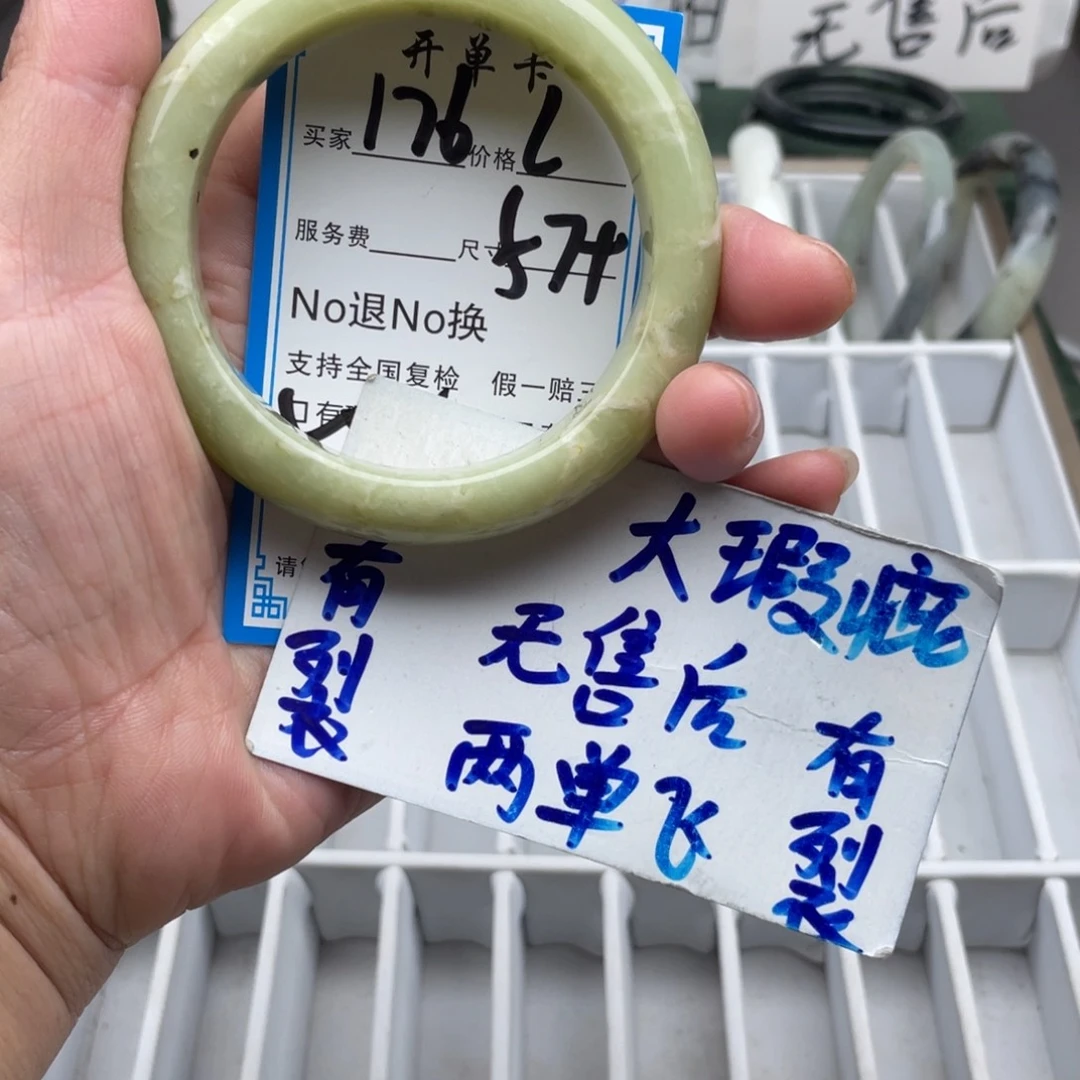 无售后
开单卡
买家 176 价格 L
服务费 尺寸 574
No退No换
支持全国复检 假一赔
大瑕疵
无售后
两单飞
有裂
有裂